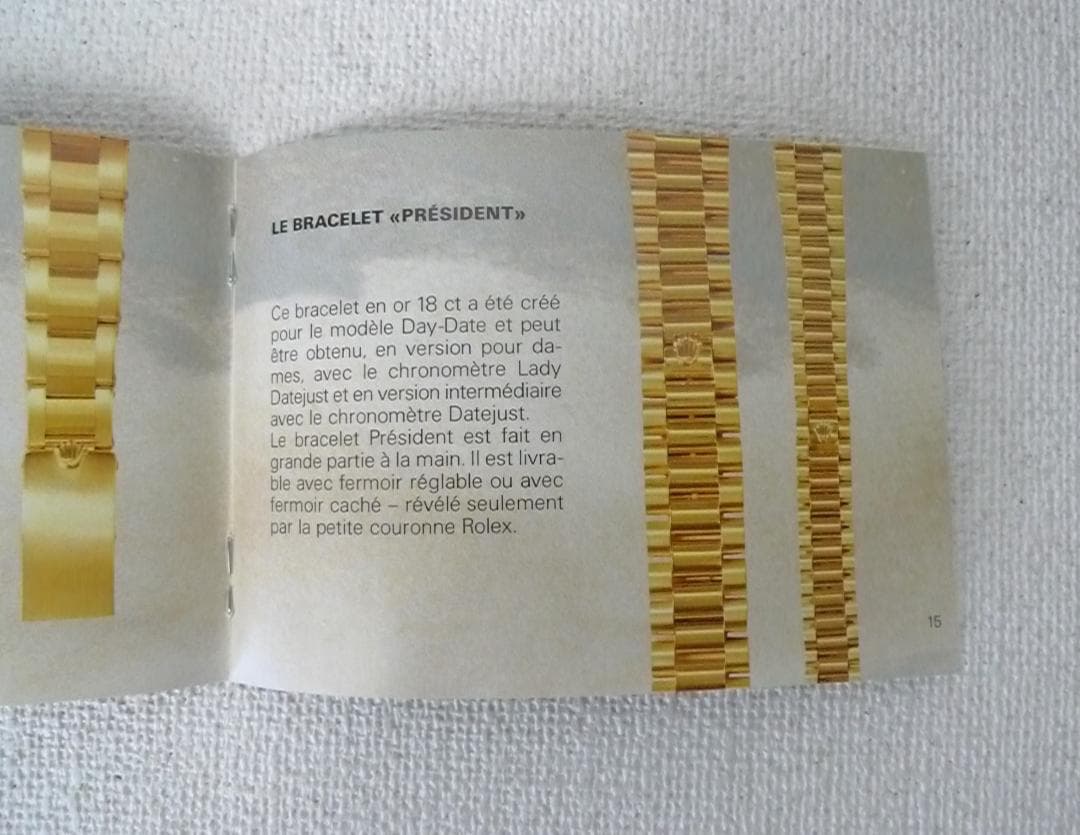 LE BRACELET «PRÉSIDENT»
Ce bracelet en or 18 ct a été créé
pour le modèle Day-Date et peut
être obtenu, en version pour da-
mes, avec le chronomètre Lady
Datejust et en version intermédiaire
avec le chronomètre Datejust.
Le bracelet Président est fait en
grande partie à la main. Il est livra-
ble avec fermoir réglable ou avec
fermoir caché – révélé seulement
par la petite couronne Rolex.
15